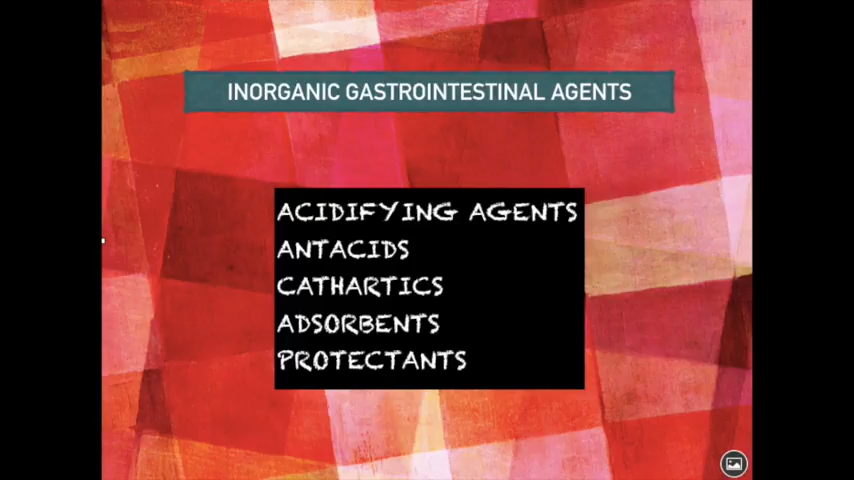 INORGANIC GASTROINTESTINAL AGENTS
ACIDIFYING AGENTS
ANTACIDS
CATHARTICS
ADSORBENTS
PROTECTANTS